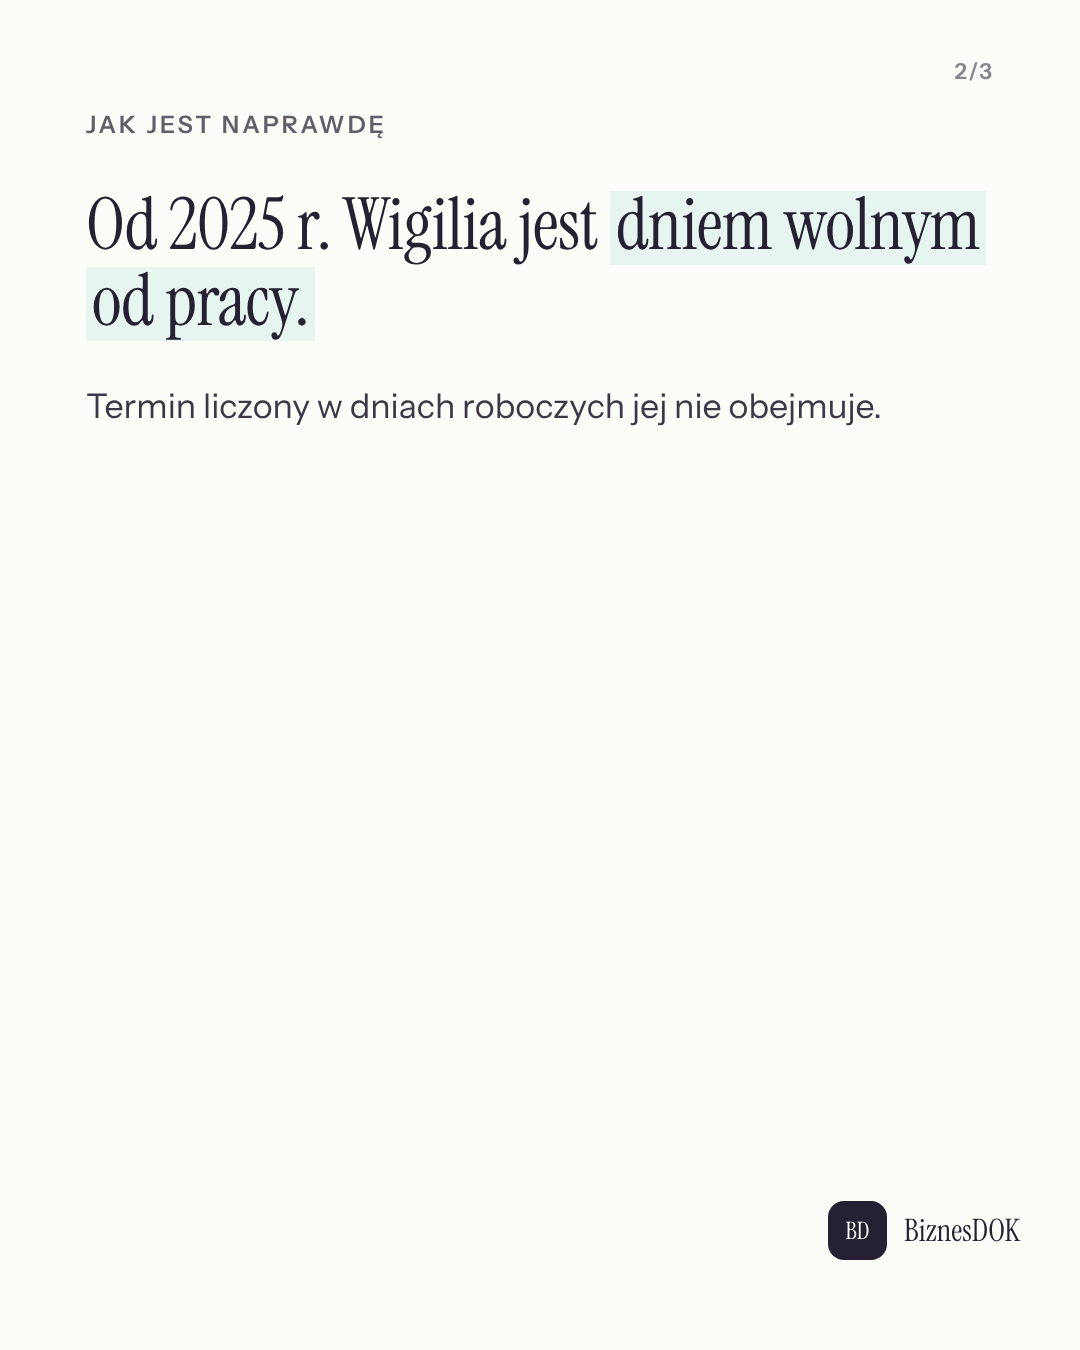 2/3
JAK JEST NAPRAWDĘ
Od 2025 r. Wigilia jest dniem wolnym
od pracy.
Termin liczony w dniach roboczych jej nie obejmuje.
BD BiznesDOK